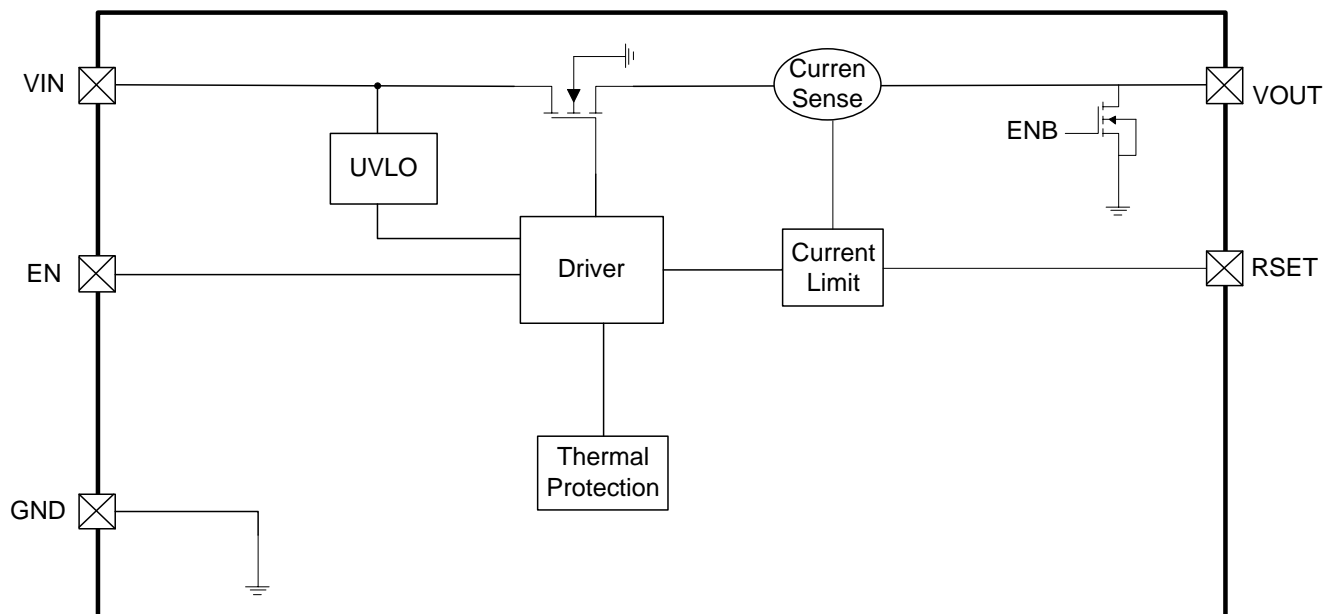 VIN
Curren
Sense
VOUT
ENB
UVLO
EN
Driver
Current
Limit
RSET
Thermal
Protection
GND